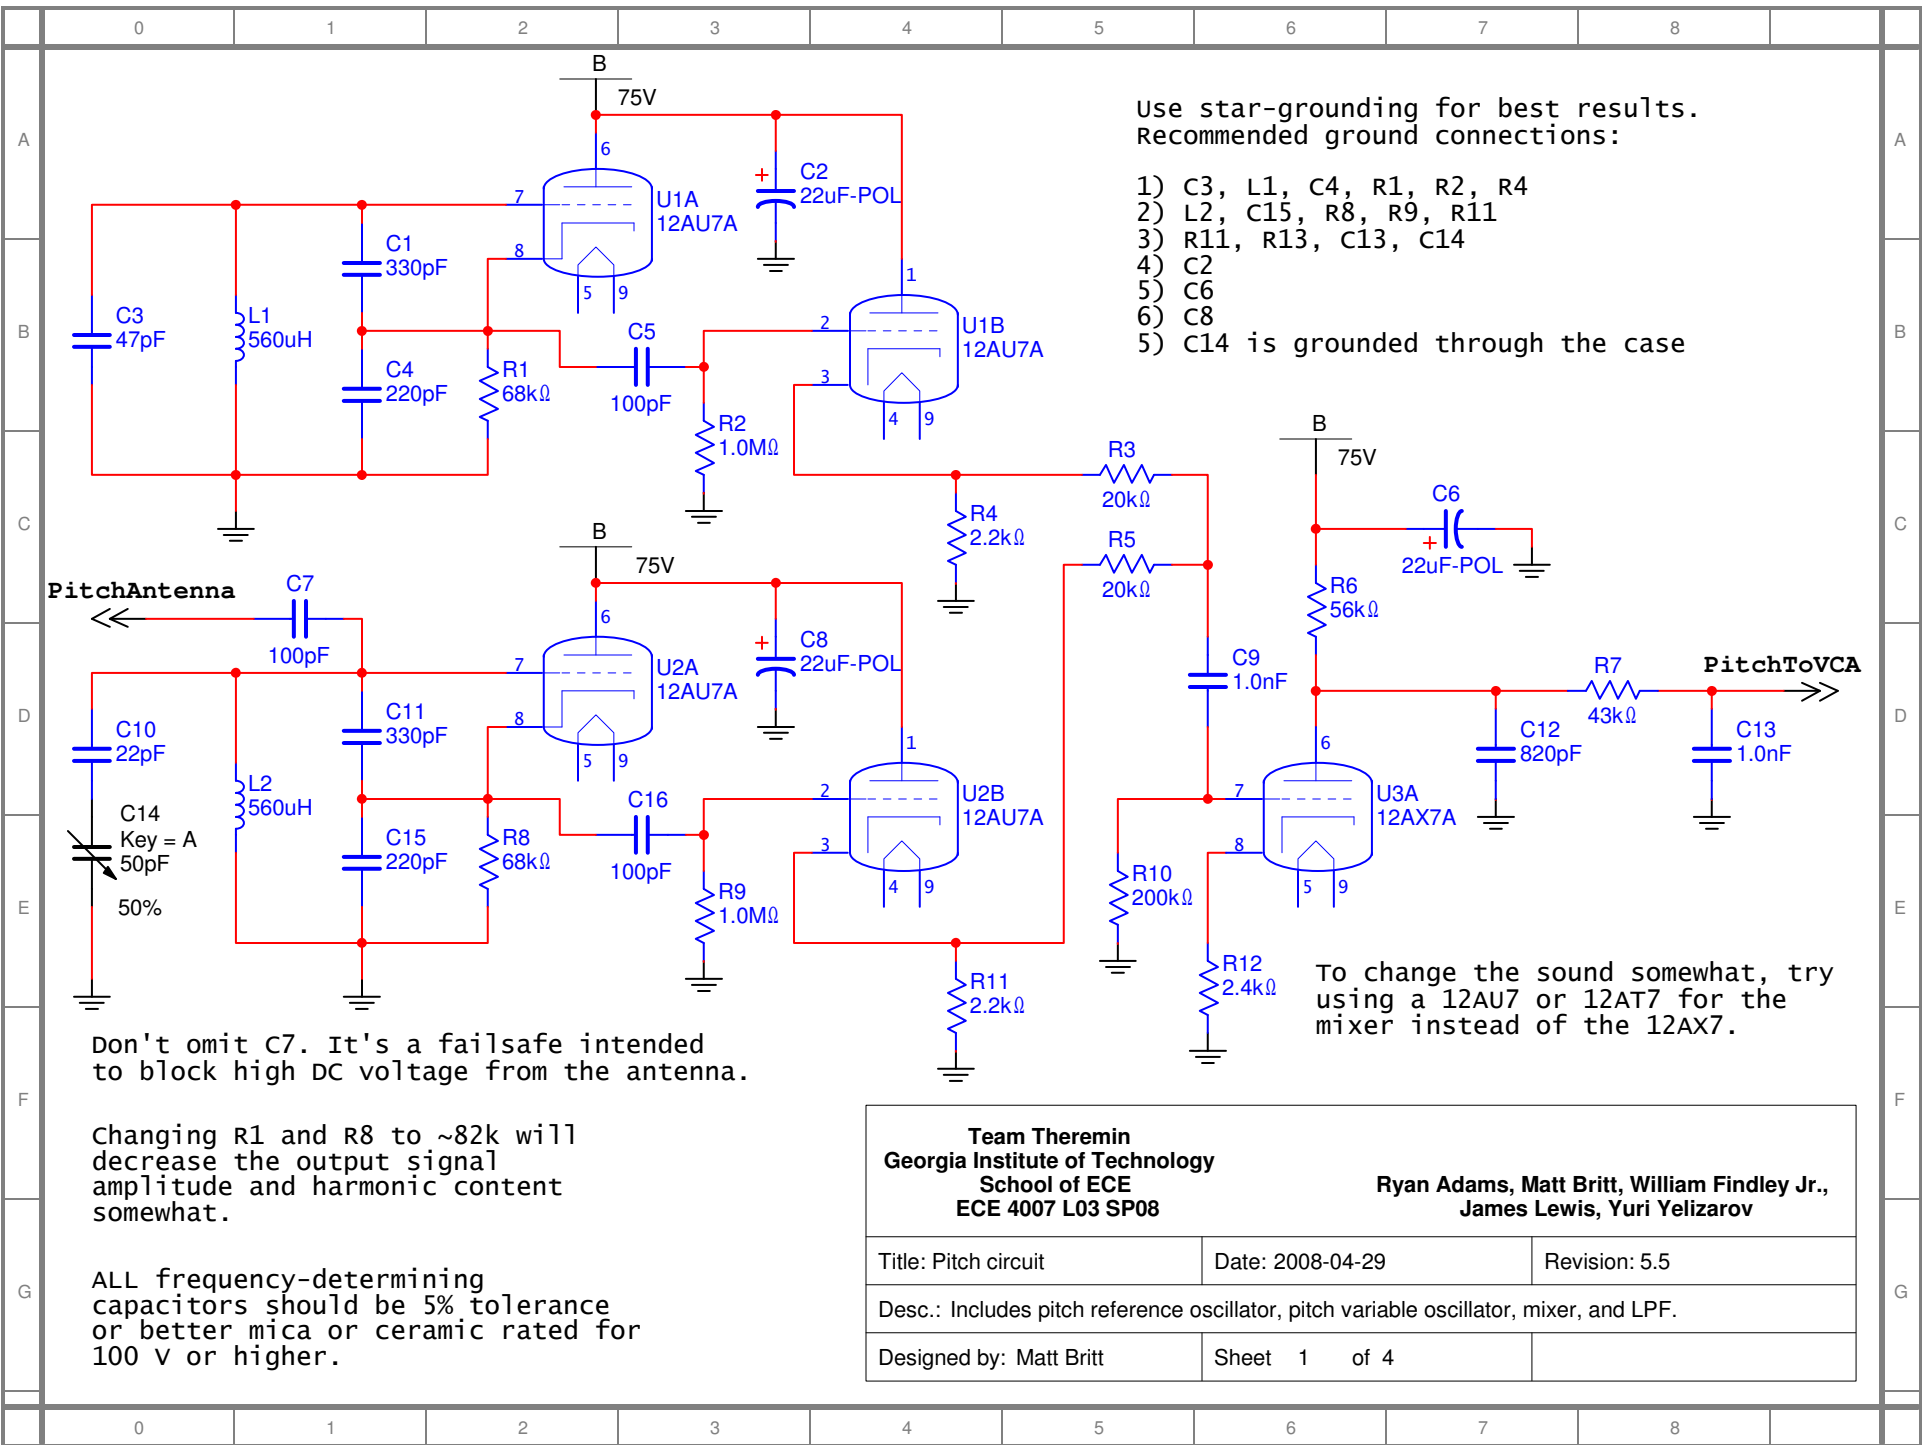 0 1 2 3 4 5 6 7 8
A
B
C
D
E
F
G
A
B
C
D
E
F
G
B
75V
6
7
8
5 9
U1A
12AU7A
C2
22uF-POL
+
C1
330pF
C3
47pF
L1
560uH
C4
220pF
R1
68kΩ
C5
100pF
R2
1.0MΩ
1
2
3
4 9
U1B
12AU7A
R4
2.2kΩ
R3
20kΩ
R5
20kΩ
Use star-grounding for best results.
Recommended ground connections:
1) C3, L1, C4, R1, R2, R4
2) L2, C15, R8, R9, R11
3) R11, R13, C13, C14
4) C2
5) C6
6) C8
5) C14 is grounded through the case
B
75V
C6
+
22uF-POL
R6
56kΩ
PitchAntenna
C7
100pF
B
75V
6
7
8
5 9
U2A
12AU7A
C8
22uF-POL
+
C10
22pF
C14
Key = A
50pF
50%
L2
560uH
C11
330pF
C15
220pF
R8
68kΩ
C16
100pF
R9
1.0MΩ
1
2
3
4 9
U2B
12AU7A
R11
2.2kΩ
C9
1.0nF
R10
200kΩ
R12
2.4kΩ
6
7
8
5 9
U3A
12AX7A
R7
43kΩ
PitchToVCA
C12
820pF
C13
1.0nF
To change the sound somewhat, try
using a 12AU7 or 12AT7 for the
mixer instead of the 12AX7.
Don't omit C7. It's a failsafe intended
to block high DC voltage from the antenna.
Changing R1 and R8 to ~82k will
decrease the output signal
amplitude and harmonic content
somewhat.
ALL frequency-determining
capacitors should be 5% tolerance
or better mica or ceramic rated for
100 V or higher.
Team Theremin
Georgia Institute of Technology
School of ECE
ECE 4007 L03 SP08
Ryan Adams, Matt Britt, William Findley Jr.,
James Lewis, Yuri Yelizarov
Title: Pitch circuit
Date: 2008-04-29
Revision: 5.5
Desc.: Includes pitch reference oscillator, pitch variable oscillator, mixer, and LPF.
Designed by: Matt Britt
Sheet 1 of 4
0 1 2 3 4 5 6 7 8